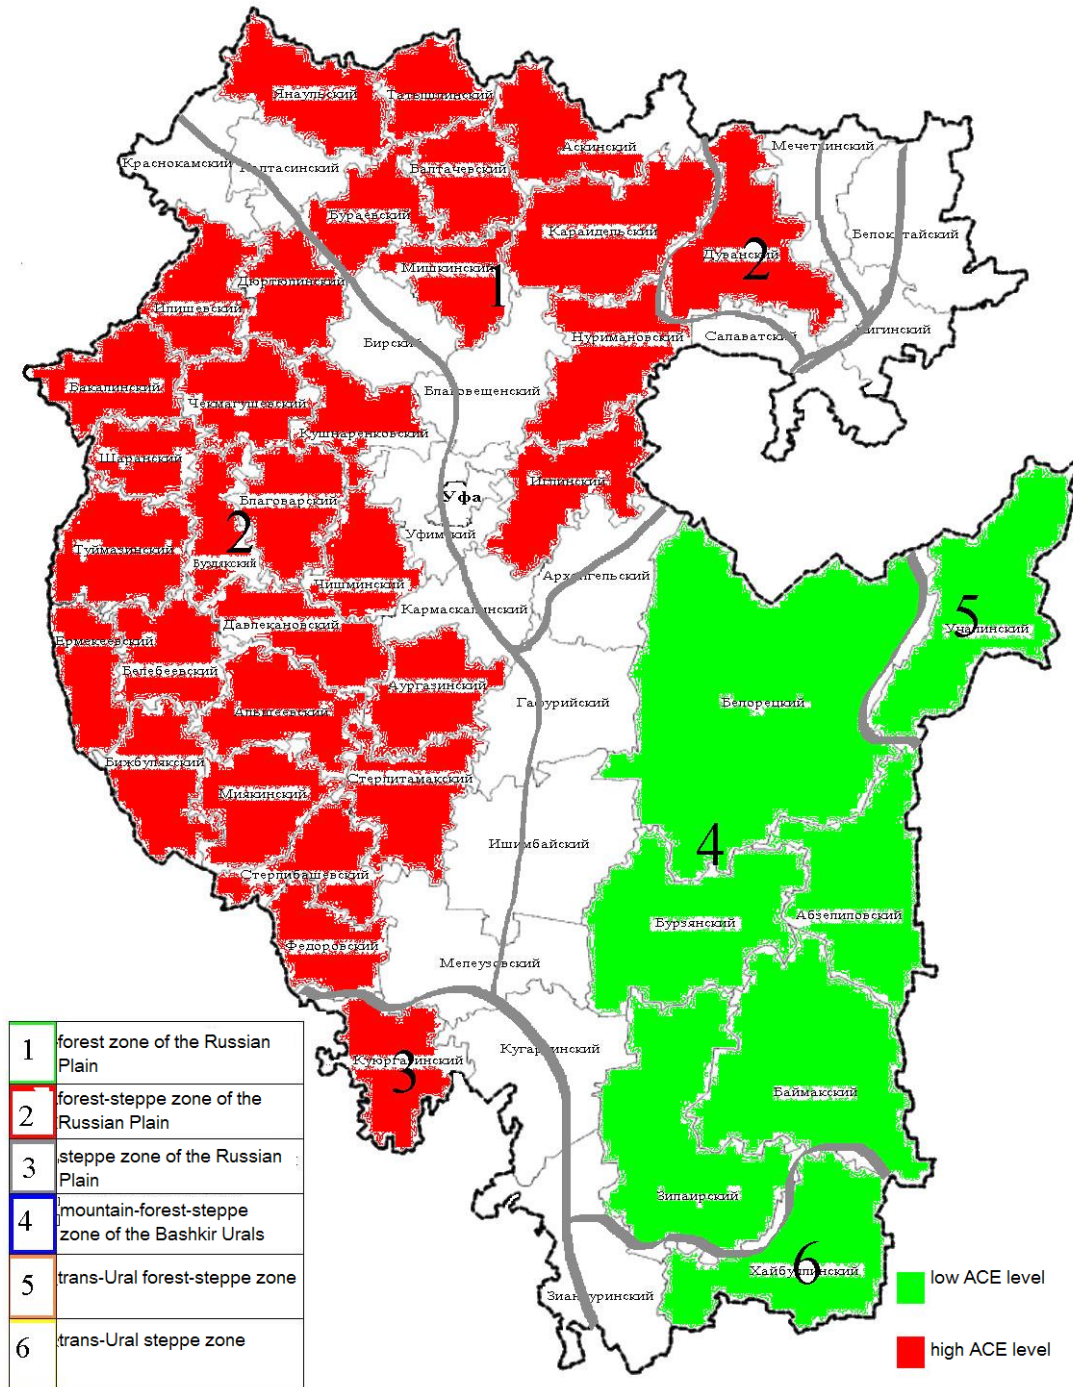 Янаульский
Татышлинский
Аскинский
Мечетлинский
Краснокамский
Калтасинский
Балтачевский
Бураевский
Караидельский
Белокатайский
Дуванский
2
Мишкинский
1
Дюртюлинский
Илишевский
Нуримановский
Салаватский
Кигинский
Бирский
Бакалинский
Благовещенский
Чекмагушевский
Кушнаренковский
Шаранский
Иглинский
Благоварский
Уфа
2
Уфимский
Туймазинский
Буздякский
Чишминский
Архангельский
Кармаскалинский
5
Учалинский
Давлекановский
Ермекеевский
Белебеевский
Аургазинский
Гафурийский
Белорецкий
Альшеевский
Бижбулякский
Стерлитамакский
Миякинский
Ишимбайский
4
Стерлибашевский
Бурзянский
Абзелиловский
Федоровский
Мелеузовский
Куюргазинский
3
Кугарчинский
Баймакский
Зилаирский
6
Хайбуллинский
Зианчуринский
1 forest zone of the Russian
Plain
2 forest-steppe zone of the
Russian Plain
3 steppe zone of the Russian
Plain
4 mountain-forest-steppe
zone of the Bashkir Urals
5 trans-Ural forest-steppe zone
6 trans-Ural steppe zone
low ACE level
high ACE level